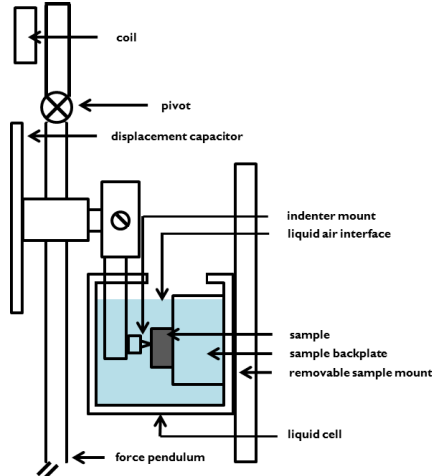 coil
pivot
displacement capacitor
indenter mount
liquid air interface
sample
sample backplate
removable sample mount
liquid cell
force pendulum